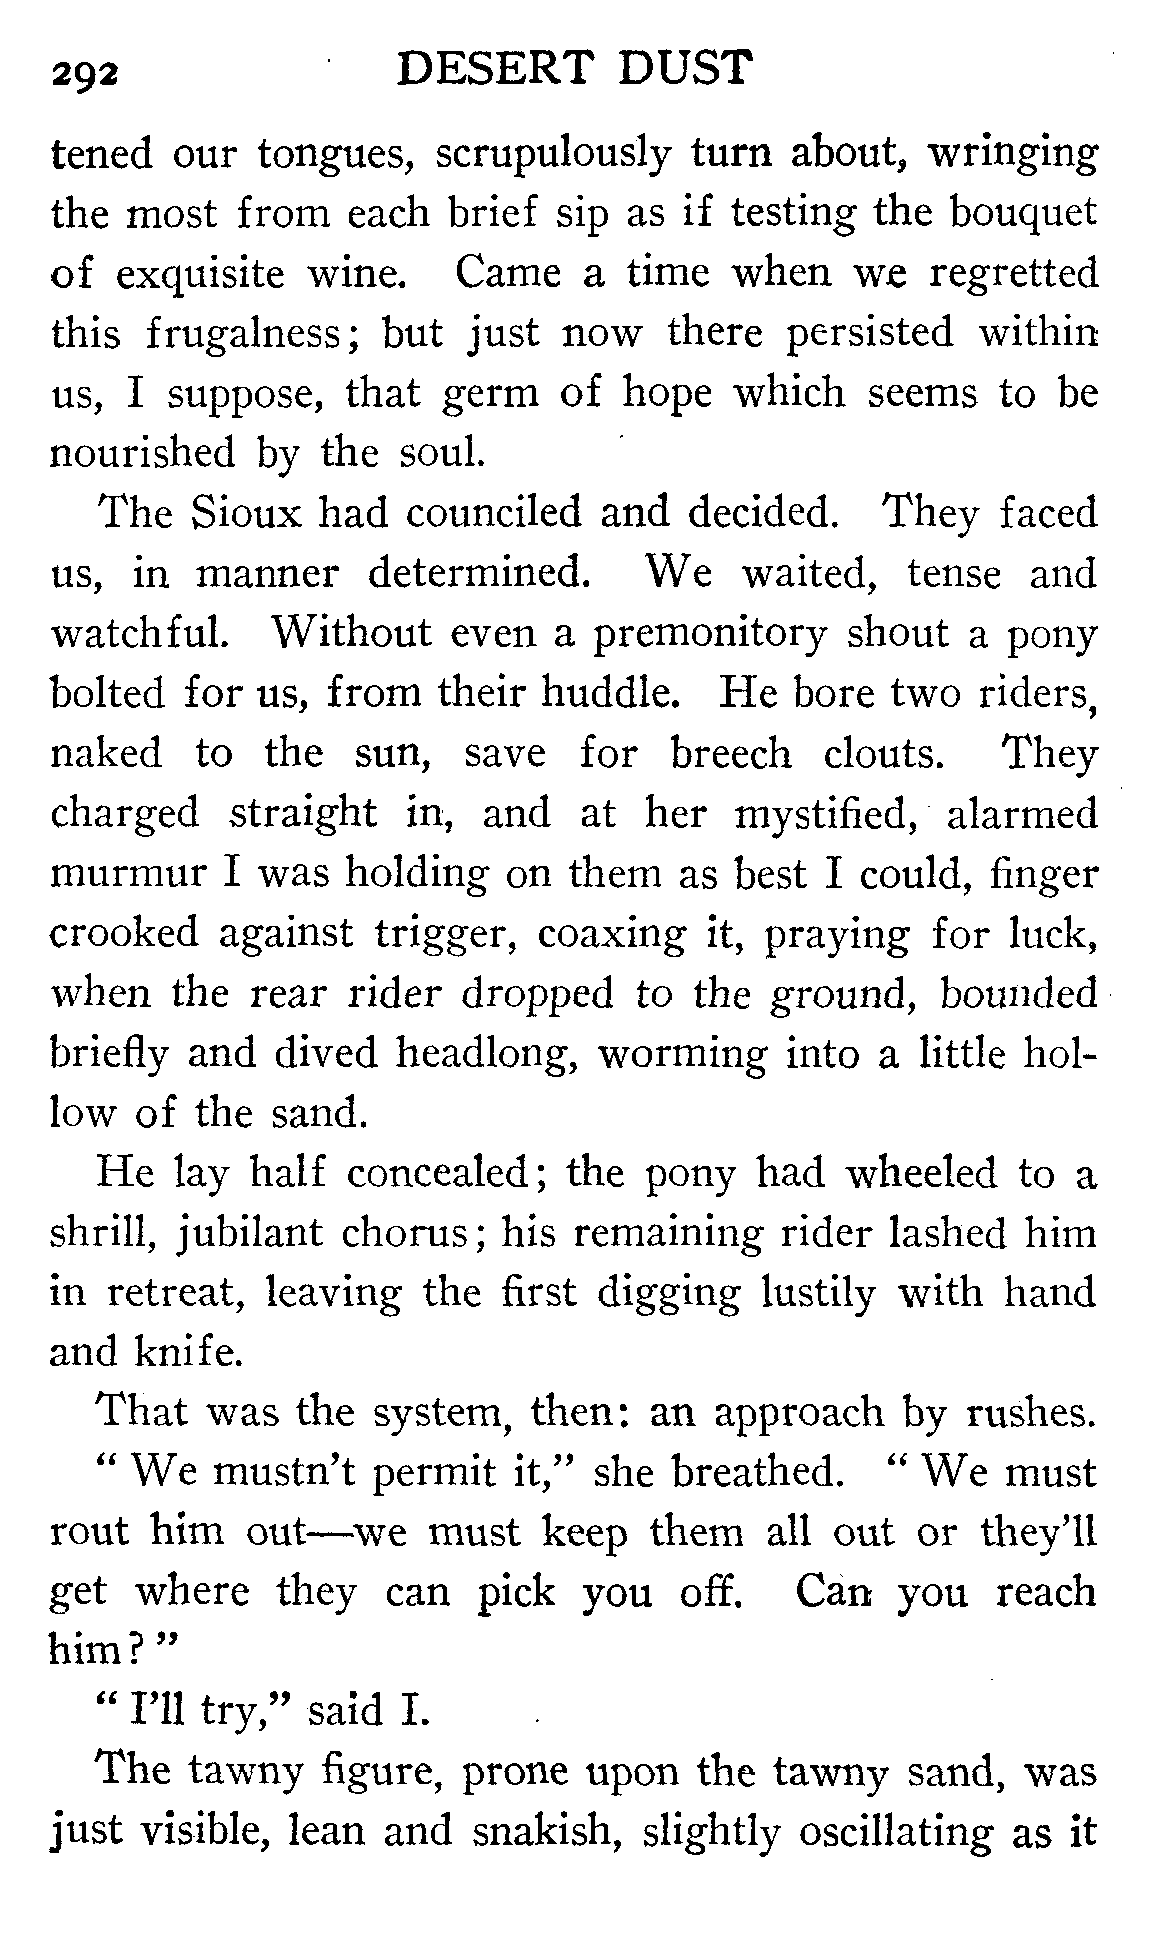 292 DESERT DUST
tened our tongues, scrupulously turn about, wringing
the most from each brief sip as if testing the bouquet
of exquisite wine. Came a time when we regretted
this frugalness; but just now there persisted within
us, I suppose, that germ of hope which seems to be
nourished by the soul.
The Sioux had counciled and decided. They faced
us, in manner determined. We waited, tense and
watchful. Without even a premonitory shout a pony
bolted for us, from their huddle. He bore two riders,
naked to the sun, save for breech clouts. They
charged straight in, and at her mystified, alarmed
murmur I was holding on them as best I could, finger
crooked against trigger, coaxing it, praying for luck,
when the rear rider dropped to the ground, bounded
briefly and dived headlong, worming into a little hol-
low of the sand.
He lay half concealed; the pony had wheeled to a
shrill, jubilant chorus; his remaining rider lashed him
in retreat, leaving the first digging lustily with hand
and knife.
That was the system, then: an approach by rushes.
“ We mustn’t permit it,” she breathed. “ We must
rout him out—we must keep them all out or they’ll
get where they can pick you off. Can you reach
him? ”
“ I’ll try,” said I.
The tawny figure, prone upon the tawny sand, was
just visible, lean and snakish, slightly oscillating as it